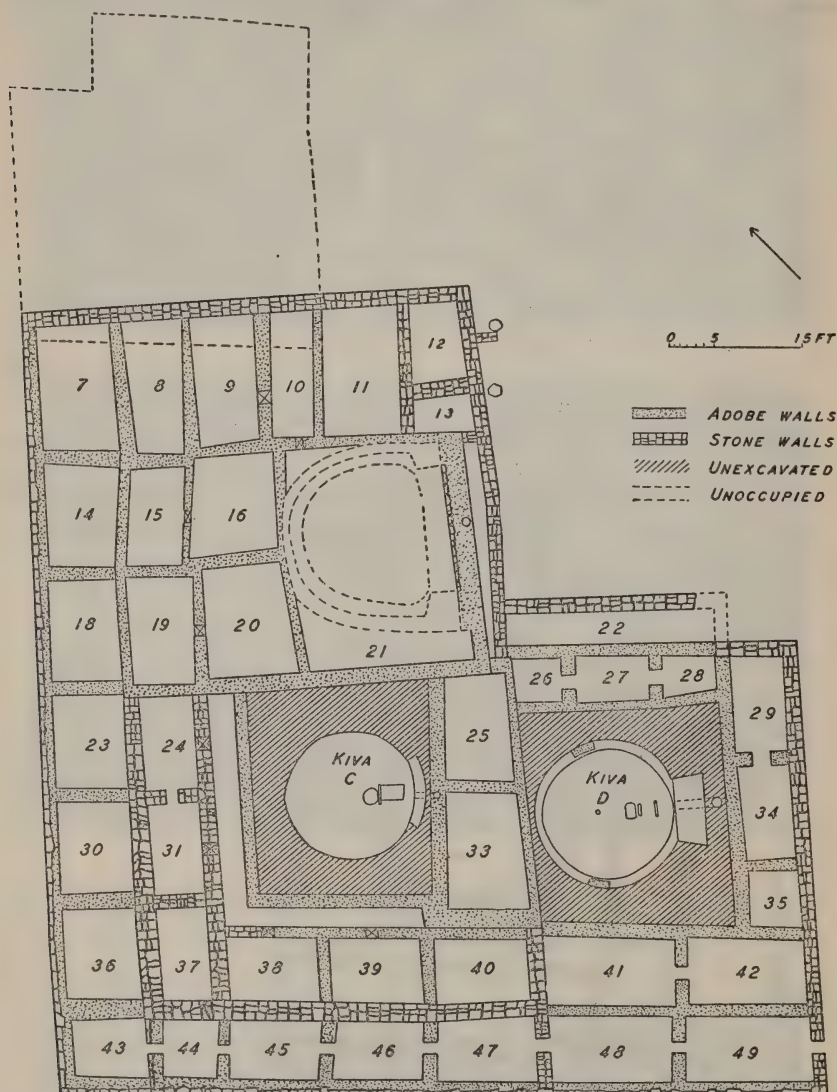 0 5 15 FT
ADOBE WALLS
STONE WALLS
UNEXCAVATED
UNOCCUPIED
7 8 9 10 11 12
13
14 15 16
18 19 20 21 22
26 27 28
23 24 25 29
KIVA
C
KIVA
D
30 31 33 34
35
36 37 38 39 40 41 42
43 44 45 46 47 48 49